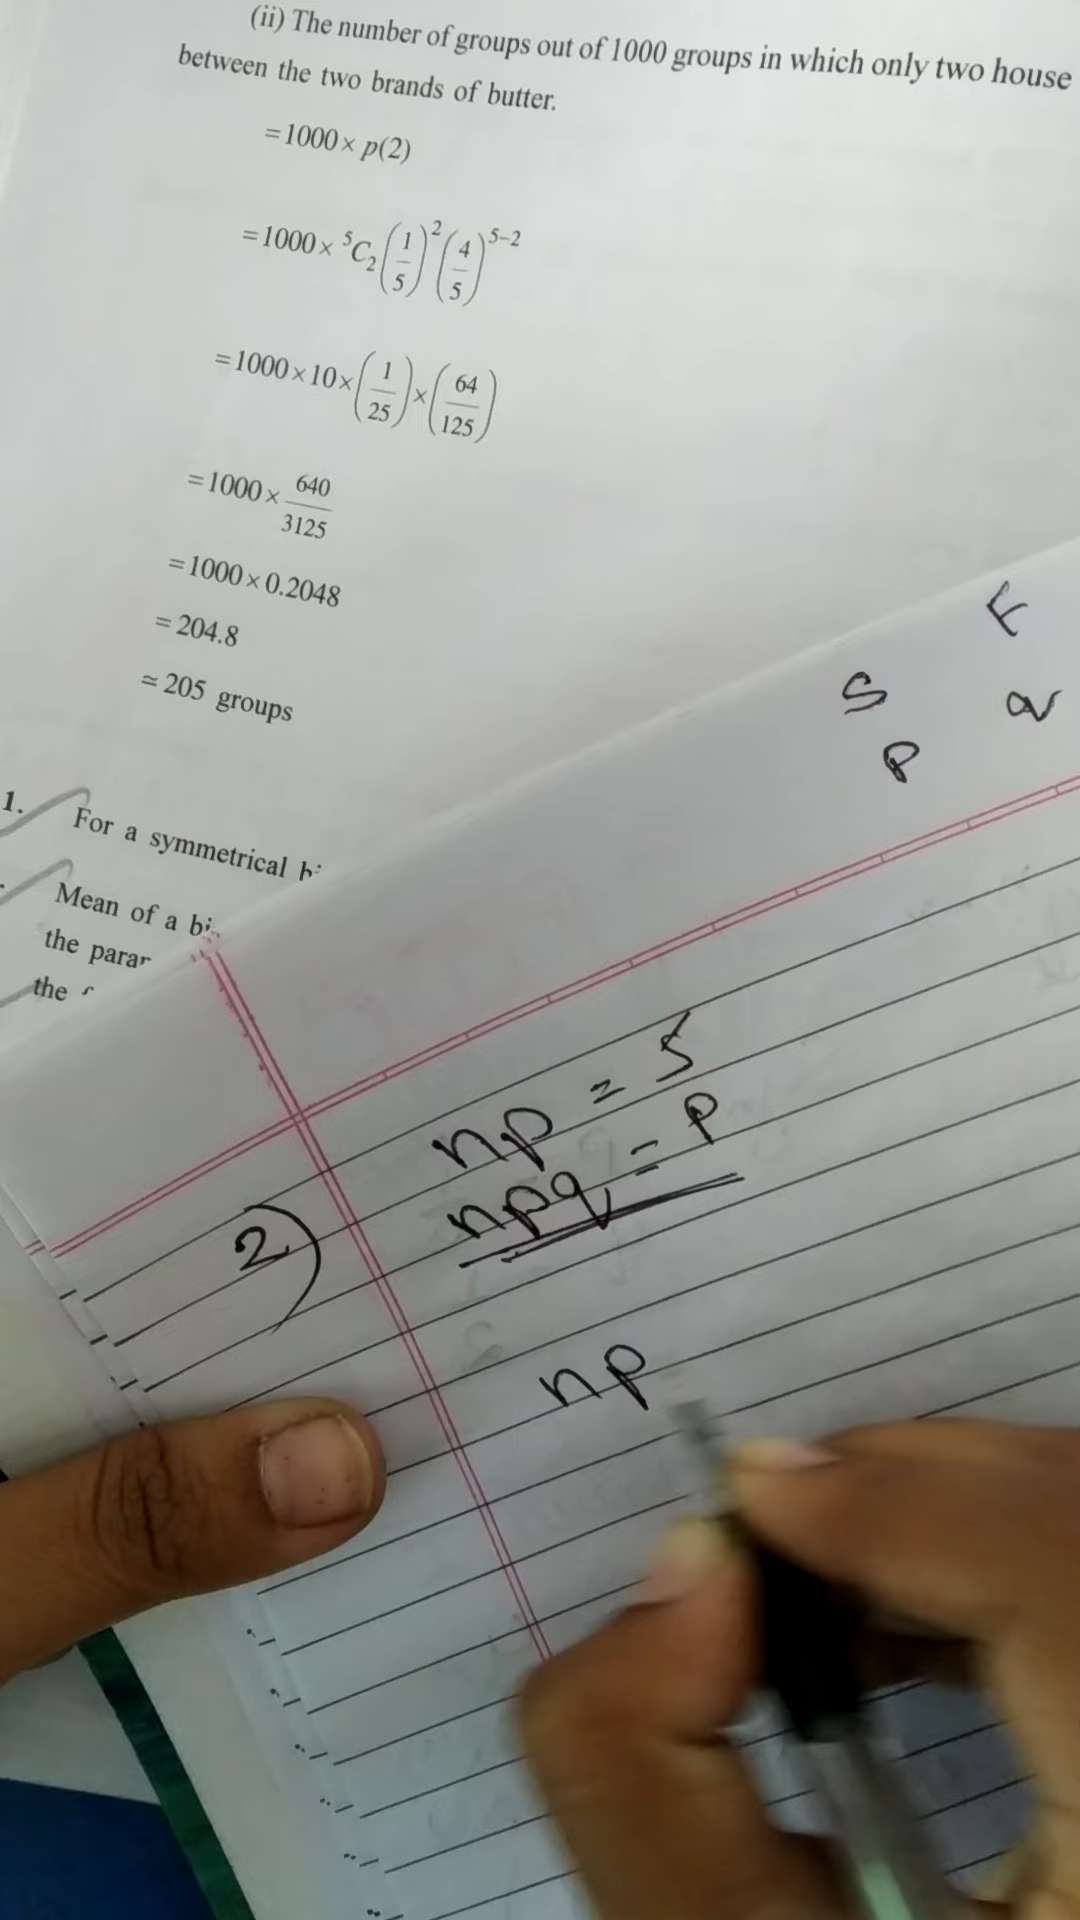 (ii) The number of groups out of 1000 groups in which only two house
between the two brands of butter.
=1000× p(2)
=1000× ⁵C₂(1/5)²(4/5)⁵⁻²
=1000×10×(1/25)×(64/125)
=1000× 640/3125
=1000×0.2048
= 204.8
≃ 205 groups
F
S
q
P
1. For a symmetrical
Mean of a
the
the
np = 5
2) npq = P
np